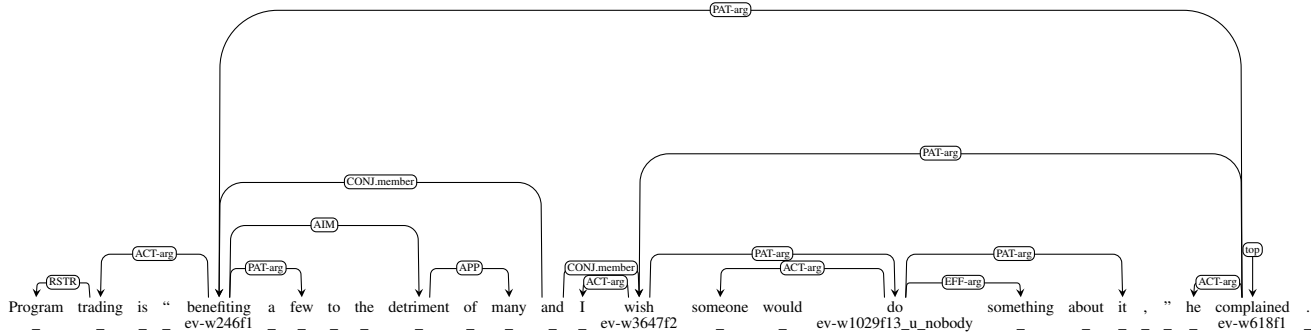 PAT-arg
PAT-arg
CONJ.member
AIM
top
ACT-arg PAT-arg PAT-arg
PAT-arg APP CONJ.member ACT-arg
RSTR ACT-arg EFF-arg ACT-arg
Program trading is “ benefiting a few to the detriment of many and I wish someone would do something about it , ” he complained .
_ _ _ _ ev-w246f1 _ _ _ _ _ _ _ _ _ ev-w3647f2 _ _ ev-w1029f13_u_nobody _ _ _ _ _ _ ev-w618f1 _